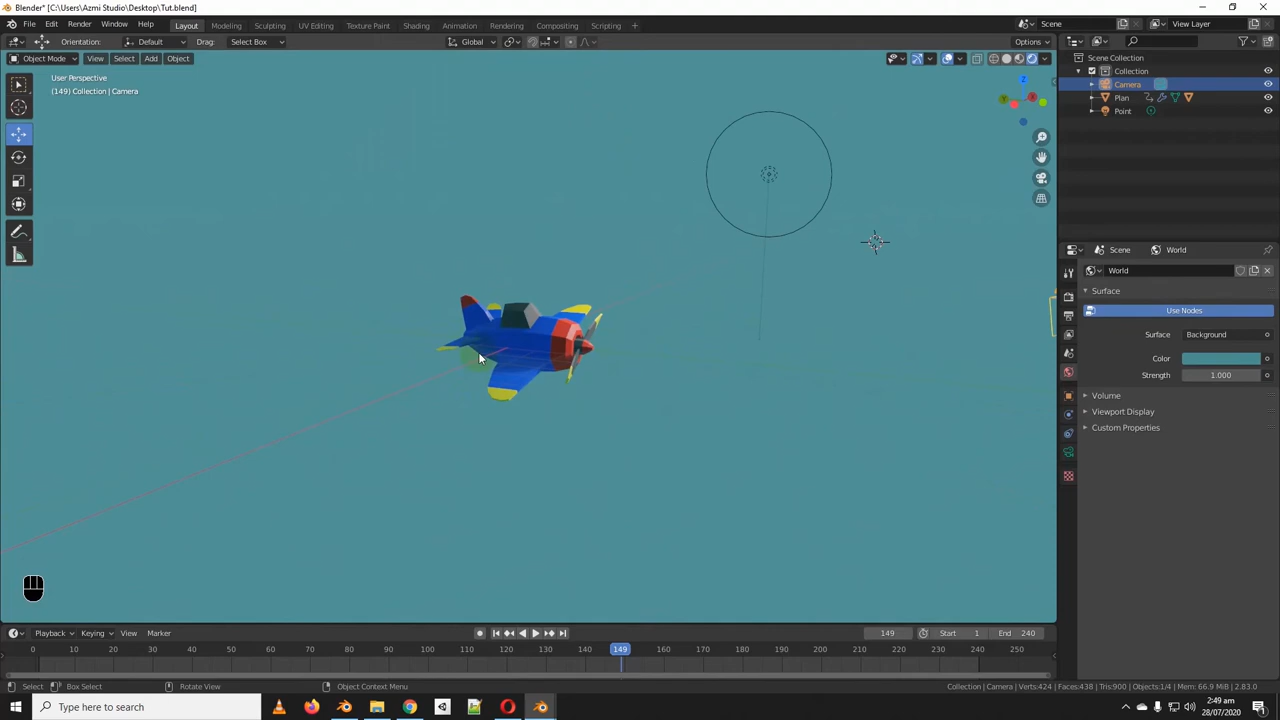 Blender* [C:\Users\Azmi Studio\Desktop\Tut.blend]
File Edit Render Window Help Layout Modeling Sculpting UV Editing Texture Paint Shading Animation Rendering Compositing Scripting + Scene View Layer
Orientation: Default Drag: Select Box Global Options
Object Mode View Select Add Object
User Perspective
(149) Collection | Camera
Scene Collection
Collection
Camera
Plan
Point
Z
Y
X
Scene World
World
Surface
Use Nodes
Surface Background
Color
Strength 1.000
Volume
Viewport Display
Custom Properties
Playback Keying View Marker 149 Start 1 End 240
0 10 20 30 40 50 60 70 80 90 100 110 120 130 140 149 160 170 180 190 200 210 220 230 240 250
Select Box Select Rotate View Object Context Menu Collection | Camera | Verts:424 | Faces:438 | Tris:900 | Objects:1/4 | Mem: 66.9 MiB | 2.83.0
Type here to search
2:49 am
28/07/2020